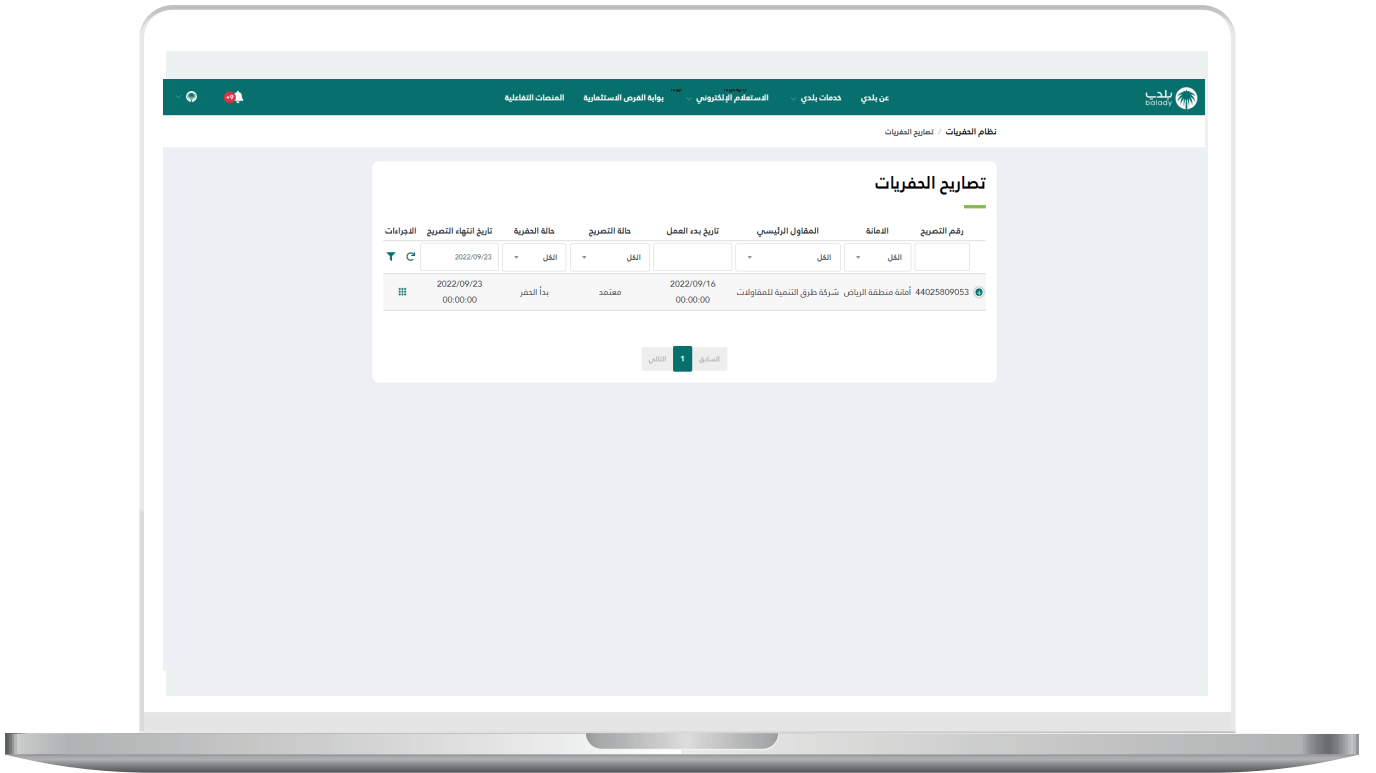 بلدي
balady
عن بلدي
خدمات بلدي
الاستعلام الإلكتروني
بوابة الفرص الاستثمارية
المنصات التفاعلية
نظام الحفريات / تصاريح الحفريات
تصاريح الحفريات
رقم التصريح الامانة المقاول الرئيسي تاريخ بدء العمل حالة التصريح حالة الحفرية تاريخ انتهاء التصريح الاجراءات
الكل الكل الكل الكل 2022/09/23
44025809053 أمانة منطقة الرياض شركة طرق التنمية للمقاولات 2022/09/16 00:00:00 معتمد بدأ الحفر 2022/09/23 00:00:00
السابق 1 التالي